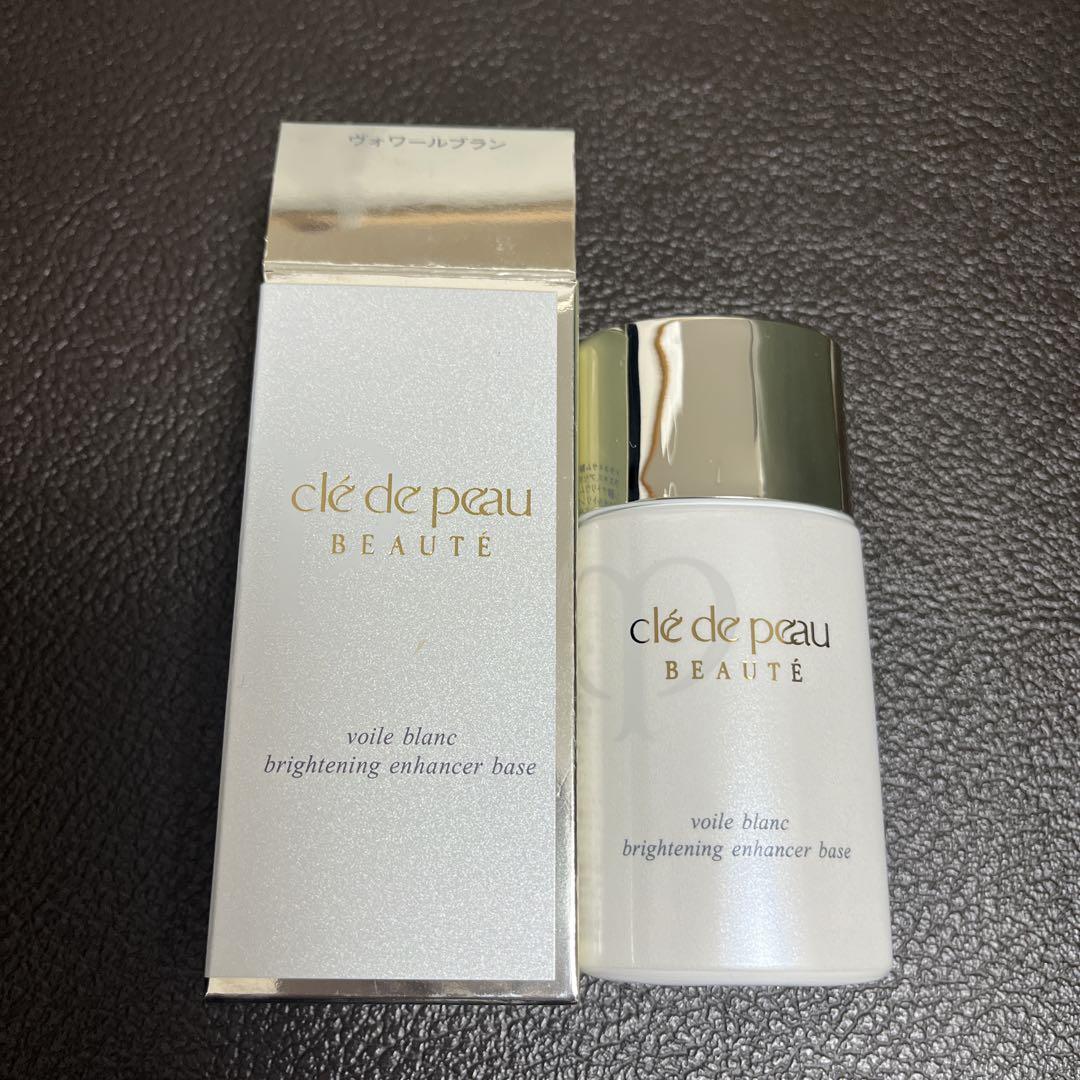 ヴォワールブラン
clé de peau
BEAUTÉ
voile blanc
brightening enhancer base
clé de peau
BEAUTÉ
voile blanc
brightening enhancer base